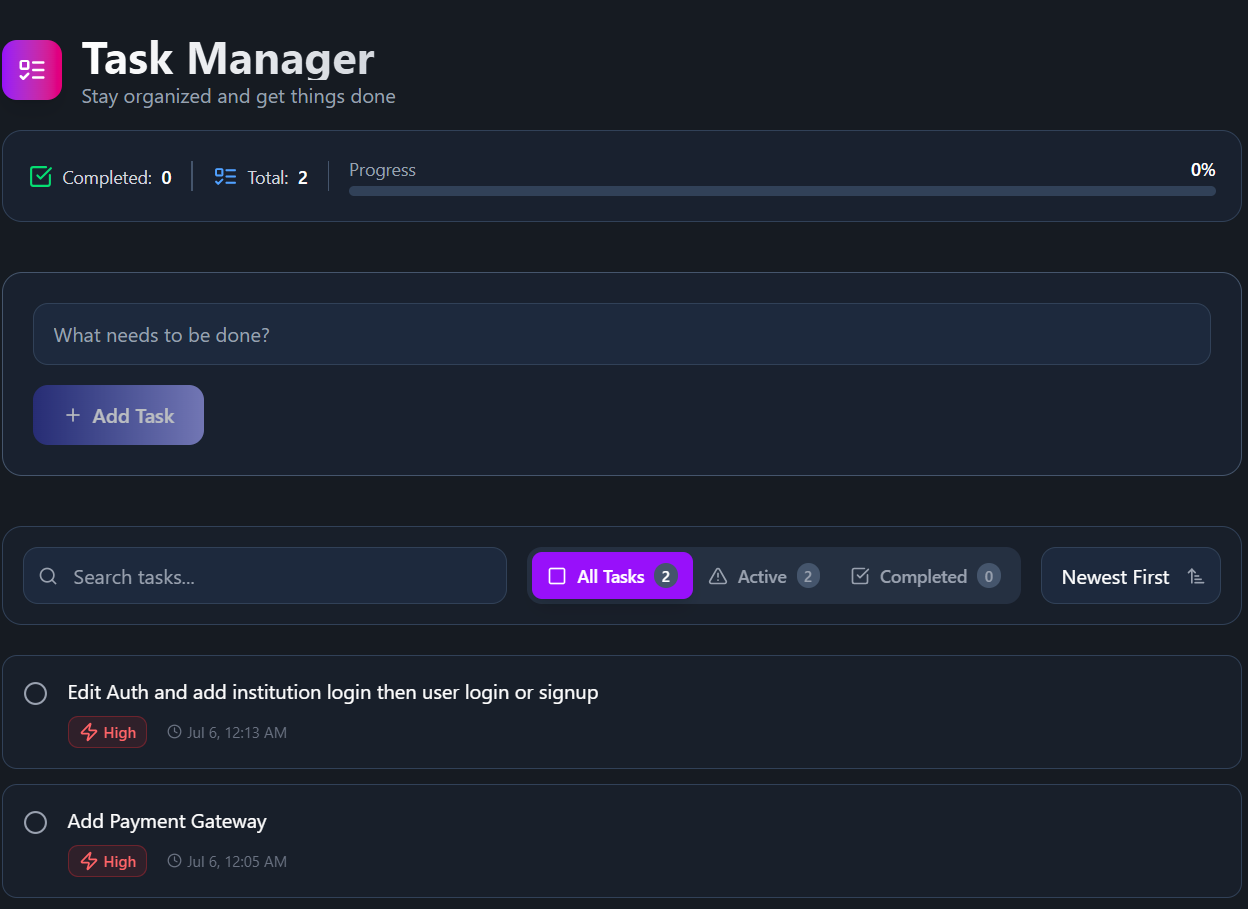 Task Manager
Stay organized and get things done
Completed: 0
Total: 2
Progress
0%
What needs to be done?
+ Add Task
Search tasks...
All Tasks 2
Active 2
Completed 0
Newest First
Edit Auth and add institution login then user login or signup
High
Jul 6, 12:13 AM
Add Payment Gateway
High
Jul 6, 12:05 AM